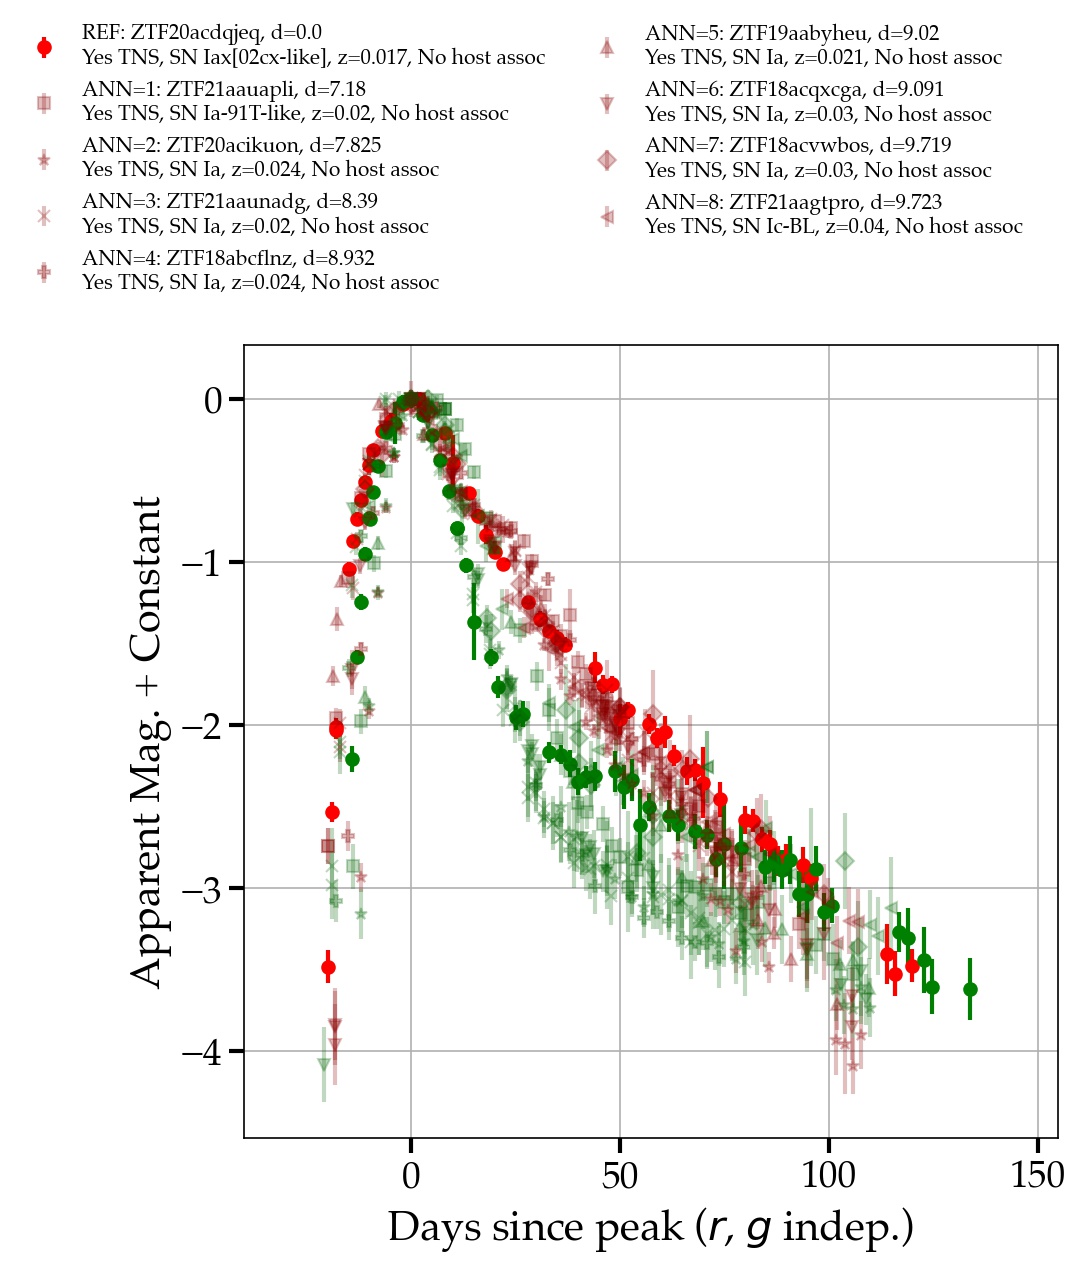 REF: ZTF20acdqjeq, d=0.0
Yes TNS, SN Iax[02cx-like], z=0.017, No host assoc
ANN=1: ZTF21aauapli, d=7.18
Yes TNS, SN Ia-91T-like, z=0.02, No host assoc
ANN=2: ZTF20acikuon, d=7.825
Yes TNS, SN Ia, z=0.024, No host assoc
ANN=3: ZTF21aaunadg, d=8.39
Yes TNS, SN Ia, z=0.02, No host assoc
ANN=4: ZTF18abcflnz, d=8.932
Yes TNS, SN Ia, z=0.024, No host assoc
ANN=5: ZTF19aabyheu, d=9.02
Yes TNS, SN Ia, z=0.021, No host assoc
ANN=6: ZTF18acqxcga, d=9.091
Yes TNS, SN Ia, z=0.03, No host assoc
ANN=7: ZTF18acvwbos, d=9.719
Yes TNS, SN Ia, z=0.03, No host assoc
ANN=8: ZTF21aagtpro, d=9.723
Yes TNS, SN Ic-BL, z=0.04, No host assoc
Apparent Mag. + Constant
0
−1
−2
−3
−4
0
50
100
150
Days since peak (r, g indep.)